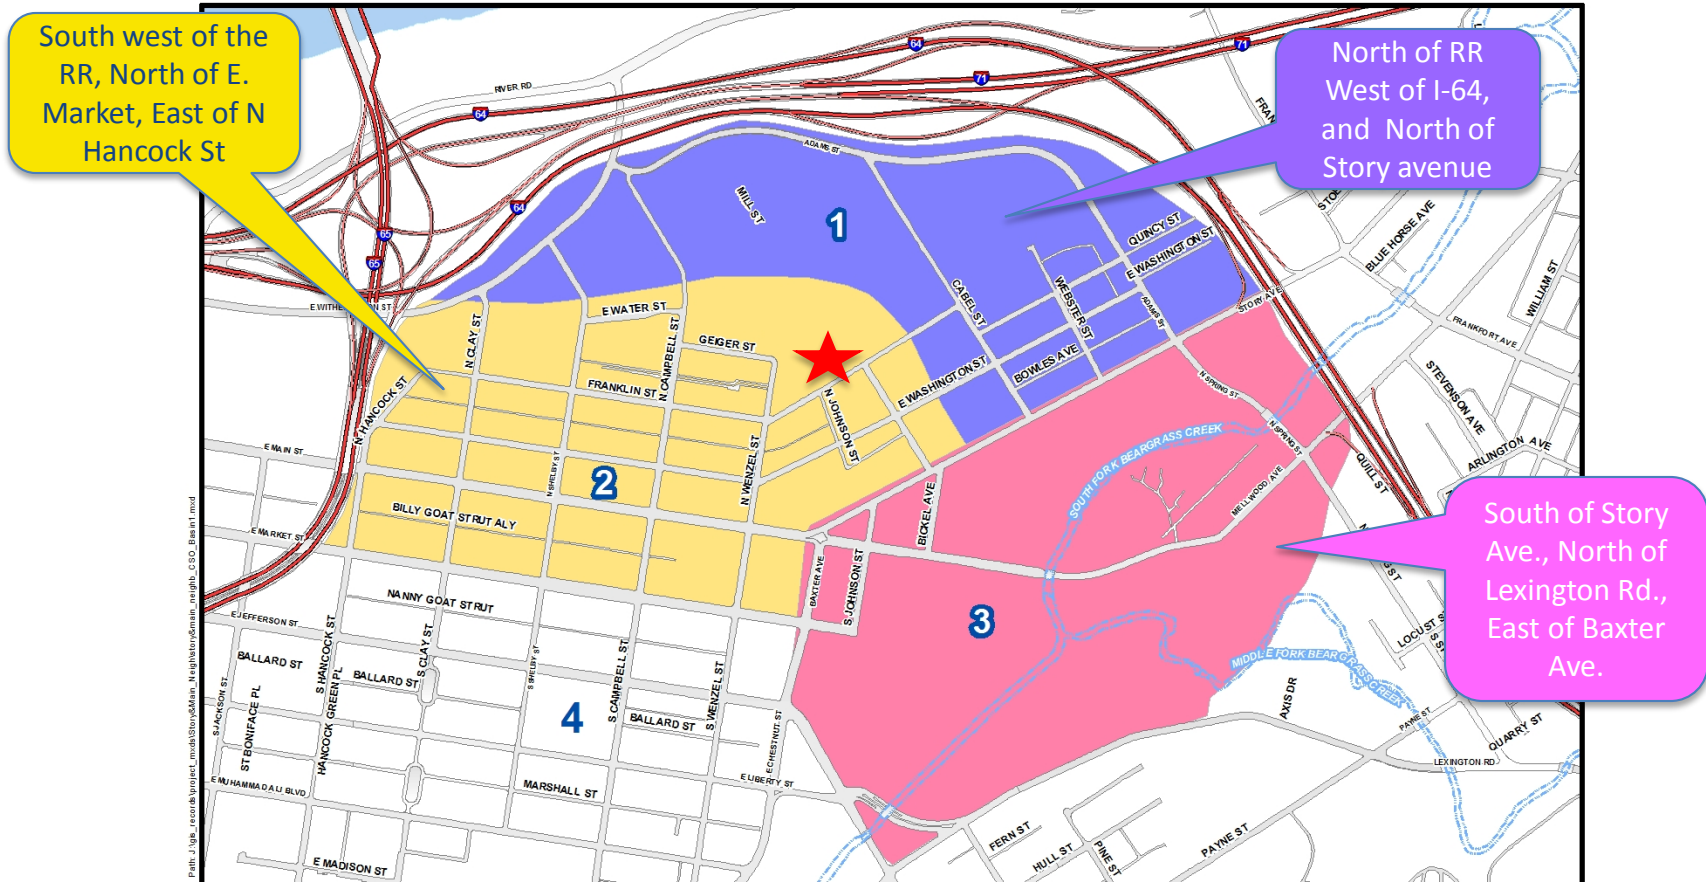 South west of the
RR, North of E.
Market, East of N
Hancock St
North of RR
West of I-64,
and North of
Story avenue
South of Story
Ave., North of
Lexington Rd.,
East of Baxter
Ave.
64
71
71
64
64
65
65
RIVER RD
ADAMS ST
MILL ST
1
QUINCY ST
E WASHINGTON ST
BLUE HORSE AVE
WILLIAM ST
FRANKFORT AVE
STORY AVE
CABEL ST
WEBSTER ST
ADAMS ST
E WATER ST
N CLAY ST
N CAMPBELL ST
GEIGER ST
FRANKLIN ST
N HANCOCK ST
E WASHINGTON ST
BOWLES AVE
N JOHNSON ST
N SPRING ST
STEVENSON AVE
ARLINGTON AVE
E MAIN ST
N SHELBY ST
2
N WENZEL ST
SOUTH FORK BEARGRASS CREEK
N SPRING ST
QUILL ST
MELLWOOD AVE
BICKEL AVE
BILLY GOAT STRUT ALY
E MARKET ST
NANNY GOAT STRUT
BAXTER AVE
S JOHNSON ST
3
E JEFFERSON ST
BALLARD ST
S HANCOCK ST
S CLAY ST
BALLARD ST
S SHELBY ST
S CAMPBELL ST
S WENZEL ST
4
BALLARD ST
S JACKSON ST
ST BONIFACE PL
HANCOCK GREEN PL
E CHESTNUT ST
LOCUST S
MIDDLE FORK BEARGRASS CREEK
AXIS DR
PAYNE ST
QUARRY ST
LEXINGTON RD
E MUHAMMAD ALI BLVD
MARSHALL ST
E LIBERTY ST
E MADISON ST
FERN ST
HULL ST
PINE ST
PAYNE ST